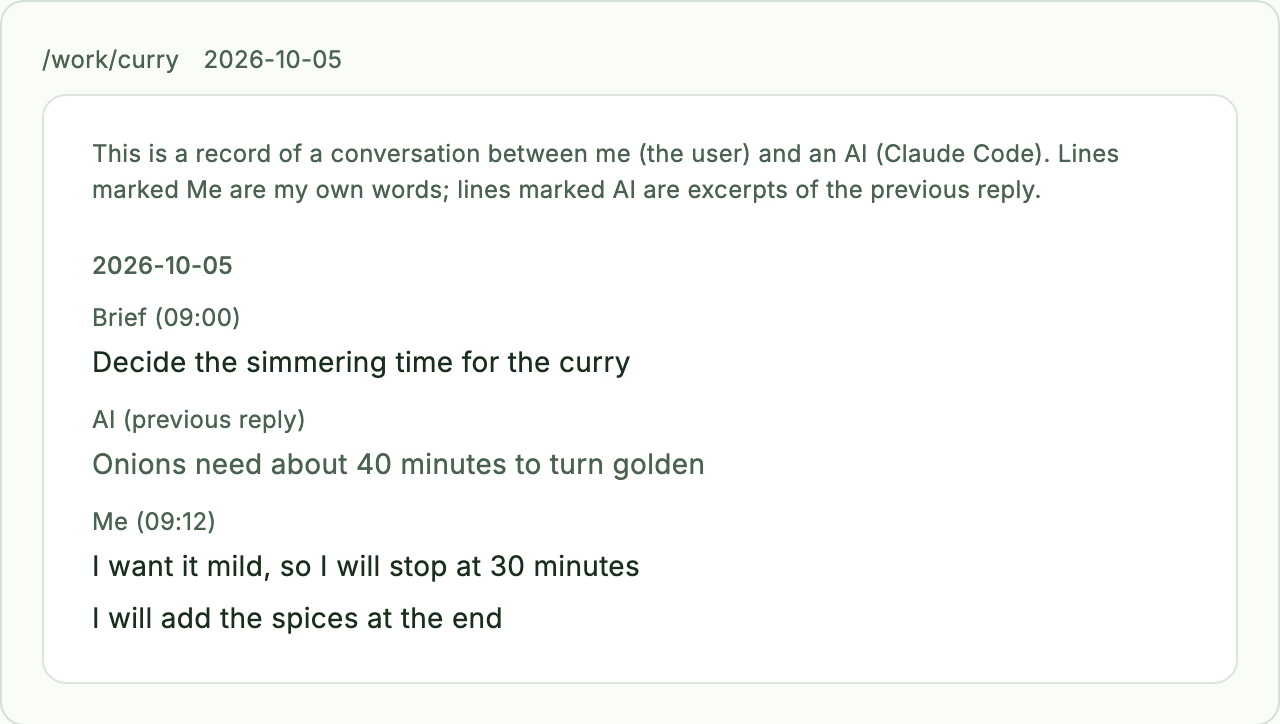 /work/curry 2026-10-05
This is a record of a conversation between me (the user) and an AI (Claude Code). Lines
marked Me are my own words; lines marked AI are excerpts of the previous reply.
2026-10-05
Brief (09:00)
Decide the simmering time for the curry
AI (previous reply)
Onions need about 40 minutes to turn golden
Me (09:12)
I want it mild, so I will stop at 30 minutes
I will add the spices at the end